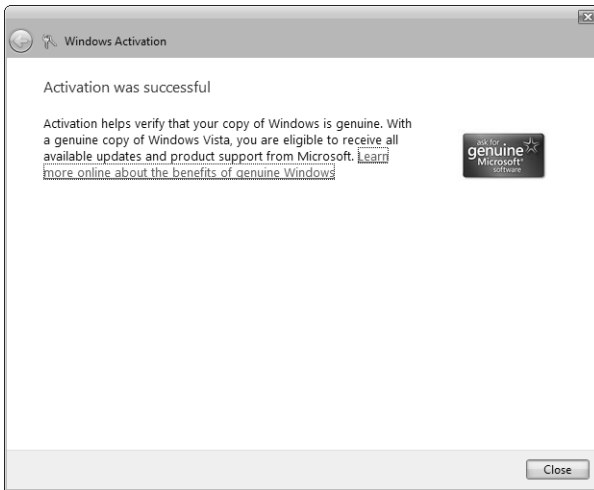 Windows Activation
Activation was successful
Activation helps verify that your copy of Windows is genuine. With
a genuine copy of Windows Vista, you are eligible to receive all
available updates and product support from Microsoft. Learn
more online about the benefits of genuine Windows
ask for
genuine
Microsoft®
software
Close